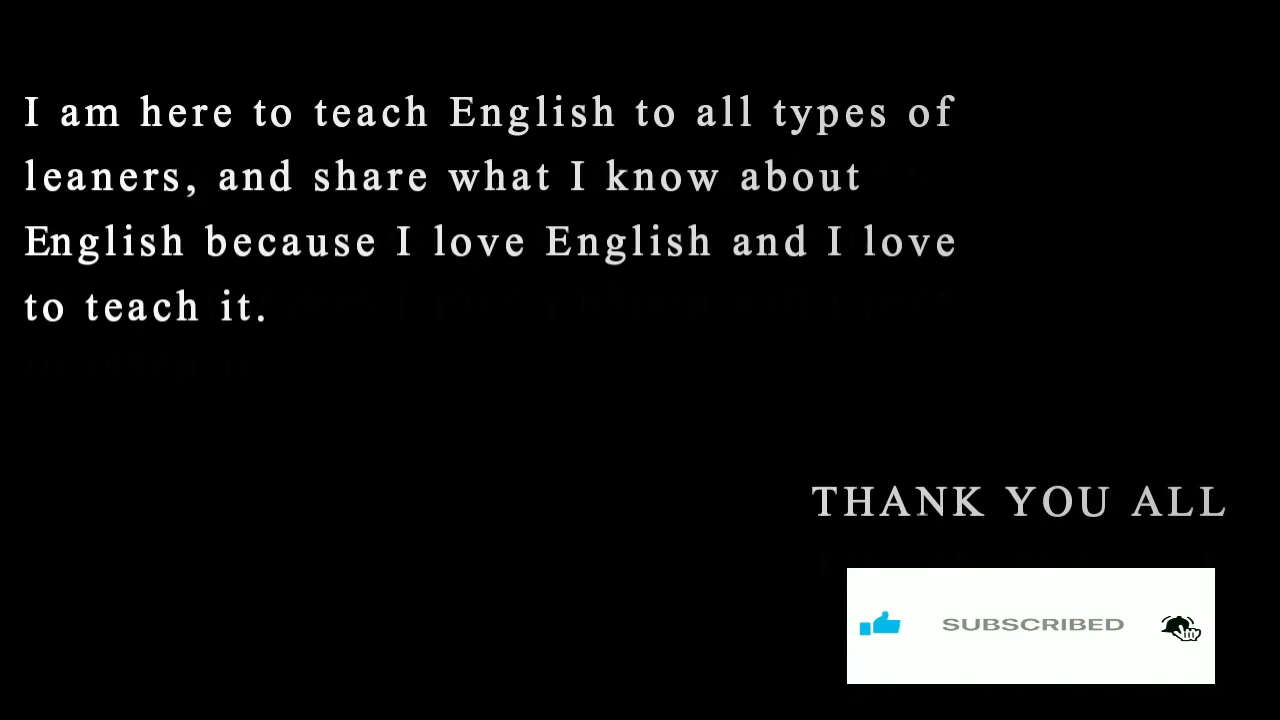 I am here to teach English to all types of
leaners, and share what I know about
English because I love English and I love
to teach it.
THANK YOU ALL
SUBSCRIBED